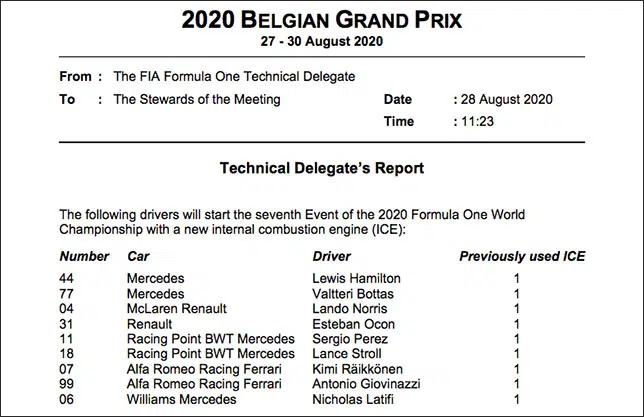 2020 BELGIAN GRAND PRIX
27 - 30 August 2020
From : The FIA Formula One Technical Delegate
To : The Stewards of the Meeting Date : 28 August 2020
Time : 11:23
Technical Delegate's Report
The following drivers will start the seventh Event of the 2020 Formula One World
Championship with a new internal combustion engine (ICE):
Number Car Driver Previously used ICE
44 Mercedes Lewis Hamilton 1
77 Mercedes Valtteri Bottas 1
04 McLaren Renault Lando Norris 1
31 Renault Esteban Ocon 1
11 Racing Point BWT Mercedes Sergio Perez 1
18 Racing Point BWT Mercedes Lance Stroll 1
07 Alfa Romeo Racing Ferrari Kimi Räikkönen 1
99 Alfa Romeo Racing Ferrari Antonio Giovinazzi 1
06 Williams Mercedes Nicholas Latifi 1